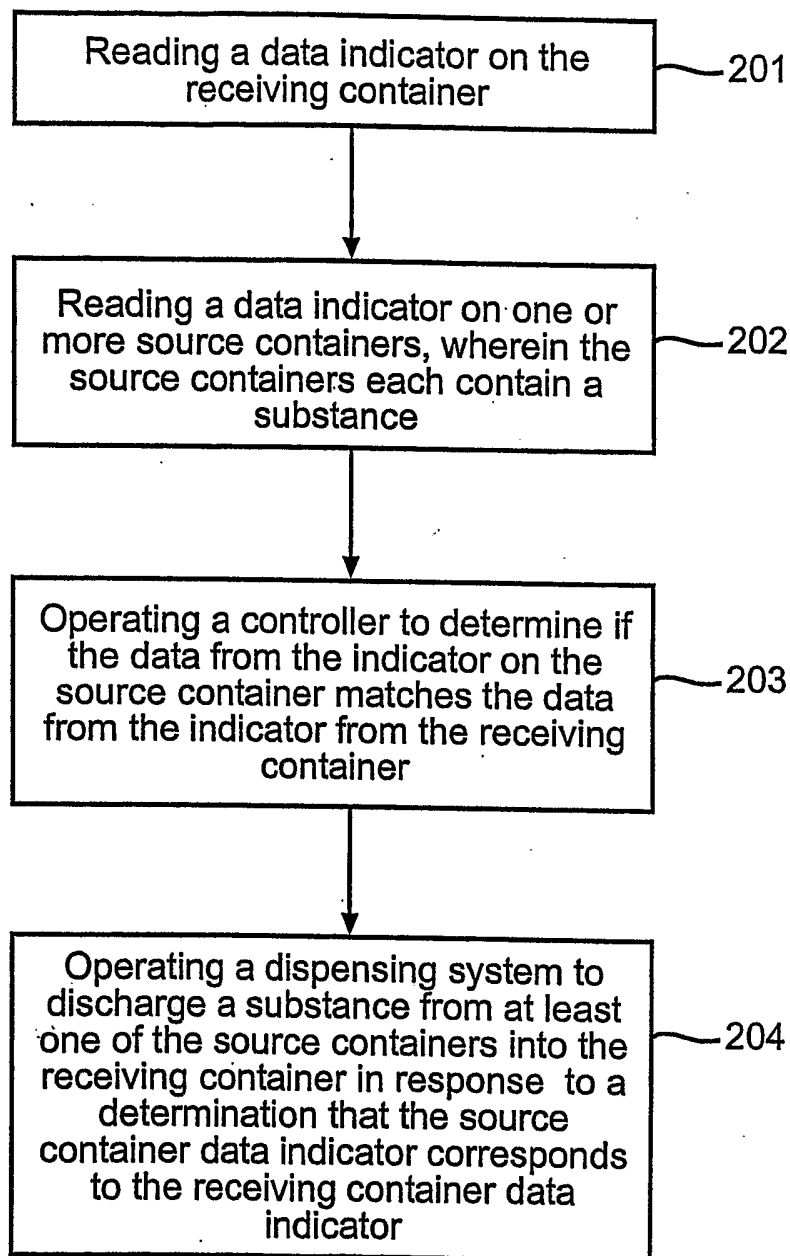 Reading a data indicator on the
receiving container
201
Reading a data indicator on one or
more source containers, wherein the
source containers each contain a
substance
202
Operating a controller to determine if
the data from the indicator on the
source container matches the data
from the indicator from the receiving
container
203
Operating a dispensing system to
discharge a substance from at least
one of the source containers into the
receiving container in response to a
determination that the source
container data indicator corresponds
to the receiving container data
indicator
204